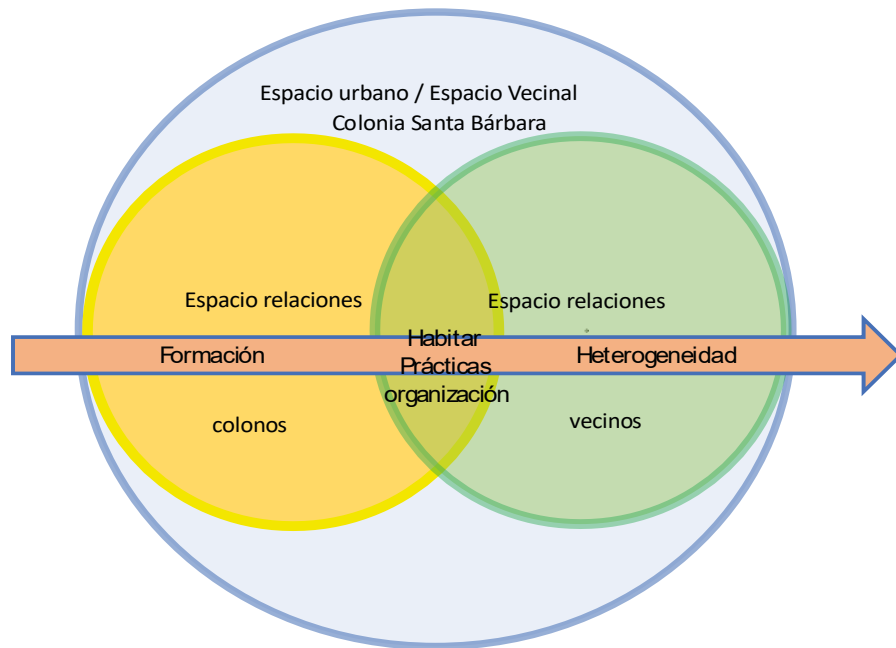 Espacio urbano / Espacio Vecinal
Colonia Santa Bárbara
Espacio relaciones
Espacio relaciones
Formación
Habitar
Prácticas
organización
Heterogeneidad
colonos
vecinos